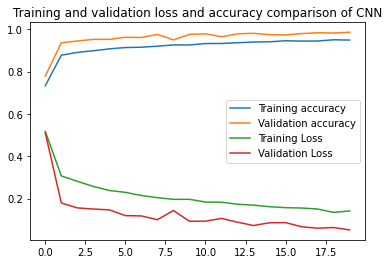 Training and validation loss and accuracy comparison of CNN
1.0
0.8
0.6
0.4
0.2
Training accuracy
Validation accuracy
Training Loss
Validation Loss
0.0 2.5 5.0 7.5 10.0 12.5 15.0 17.5